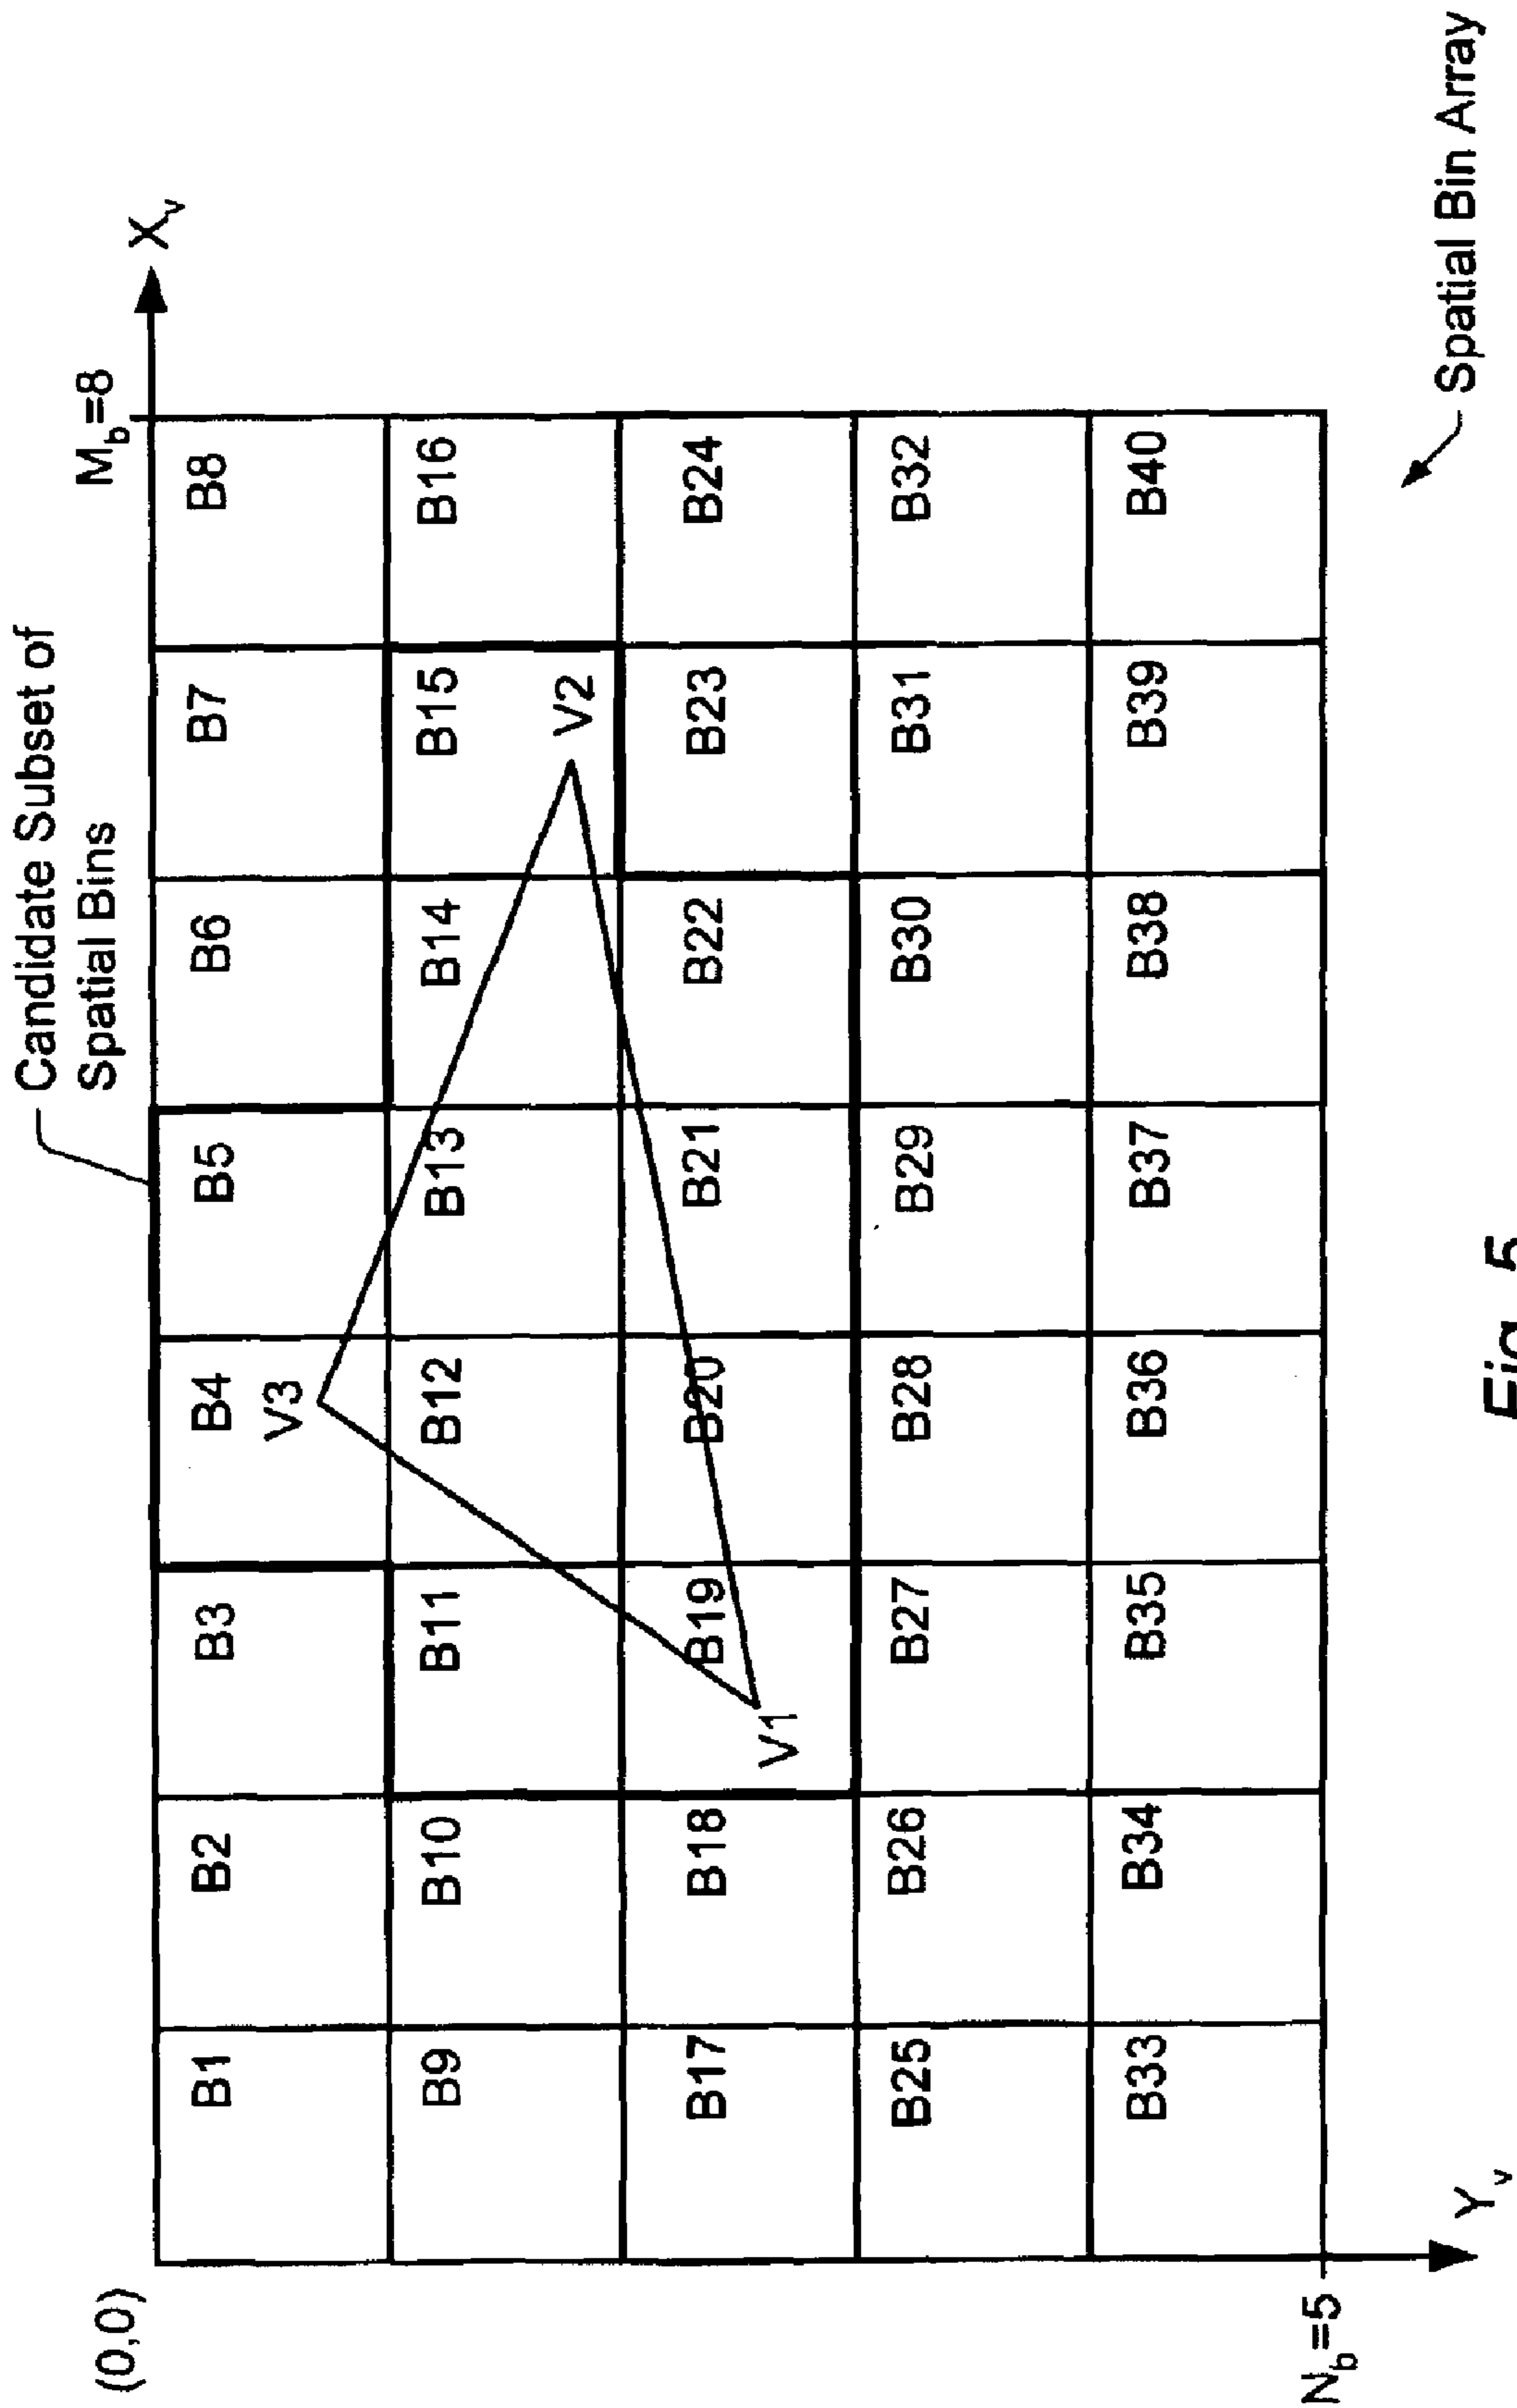 Candidate Subset of
Spatial Bins
(0,0)
M_b=8
X_v
B1 B2 B3 B4 B5 B6 B7 B8
V3
B9 B10 B11 B12 B13 B14 B15 B16
V2
B17 B18 B19 B20 B21 B22 B23 B24
V1
B25 B26 B27 B28 B29 B30 B31 B32
B33 B34 B35 B36 B37 B38 B39 B40
N_b=5
Y_v
Spatial Bin Array
Fig. 5